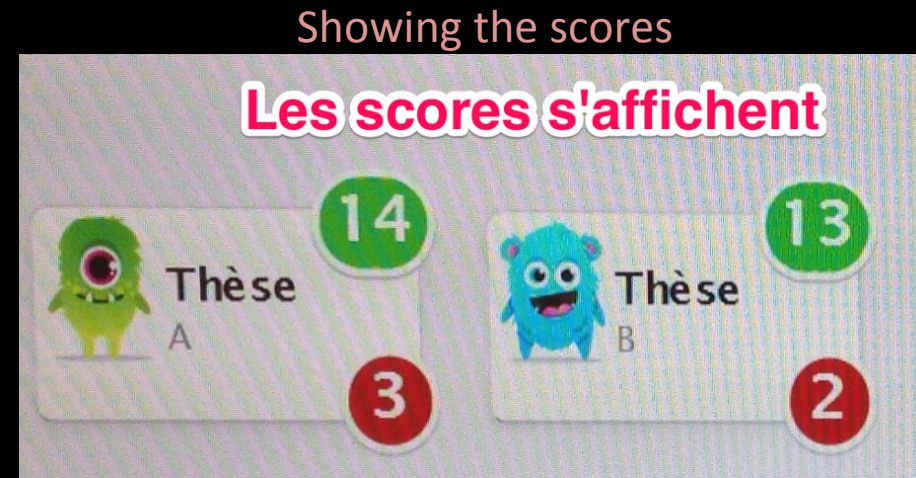 Showing the scores
Les scores s'affichent
14
Thèse
A
3
13
Thèse
B
2